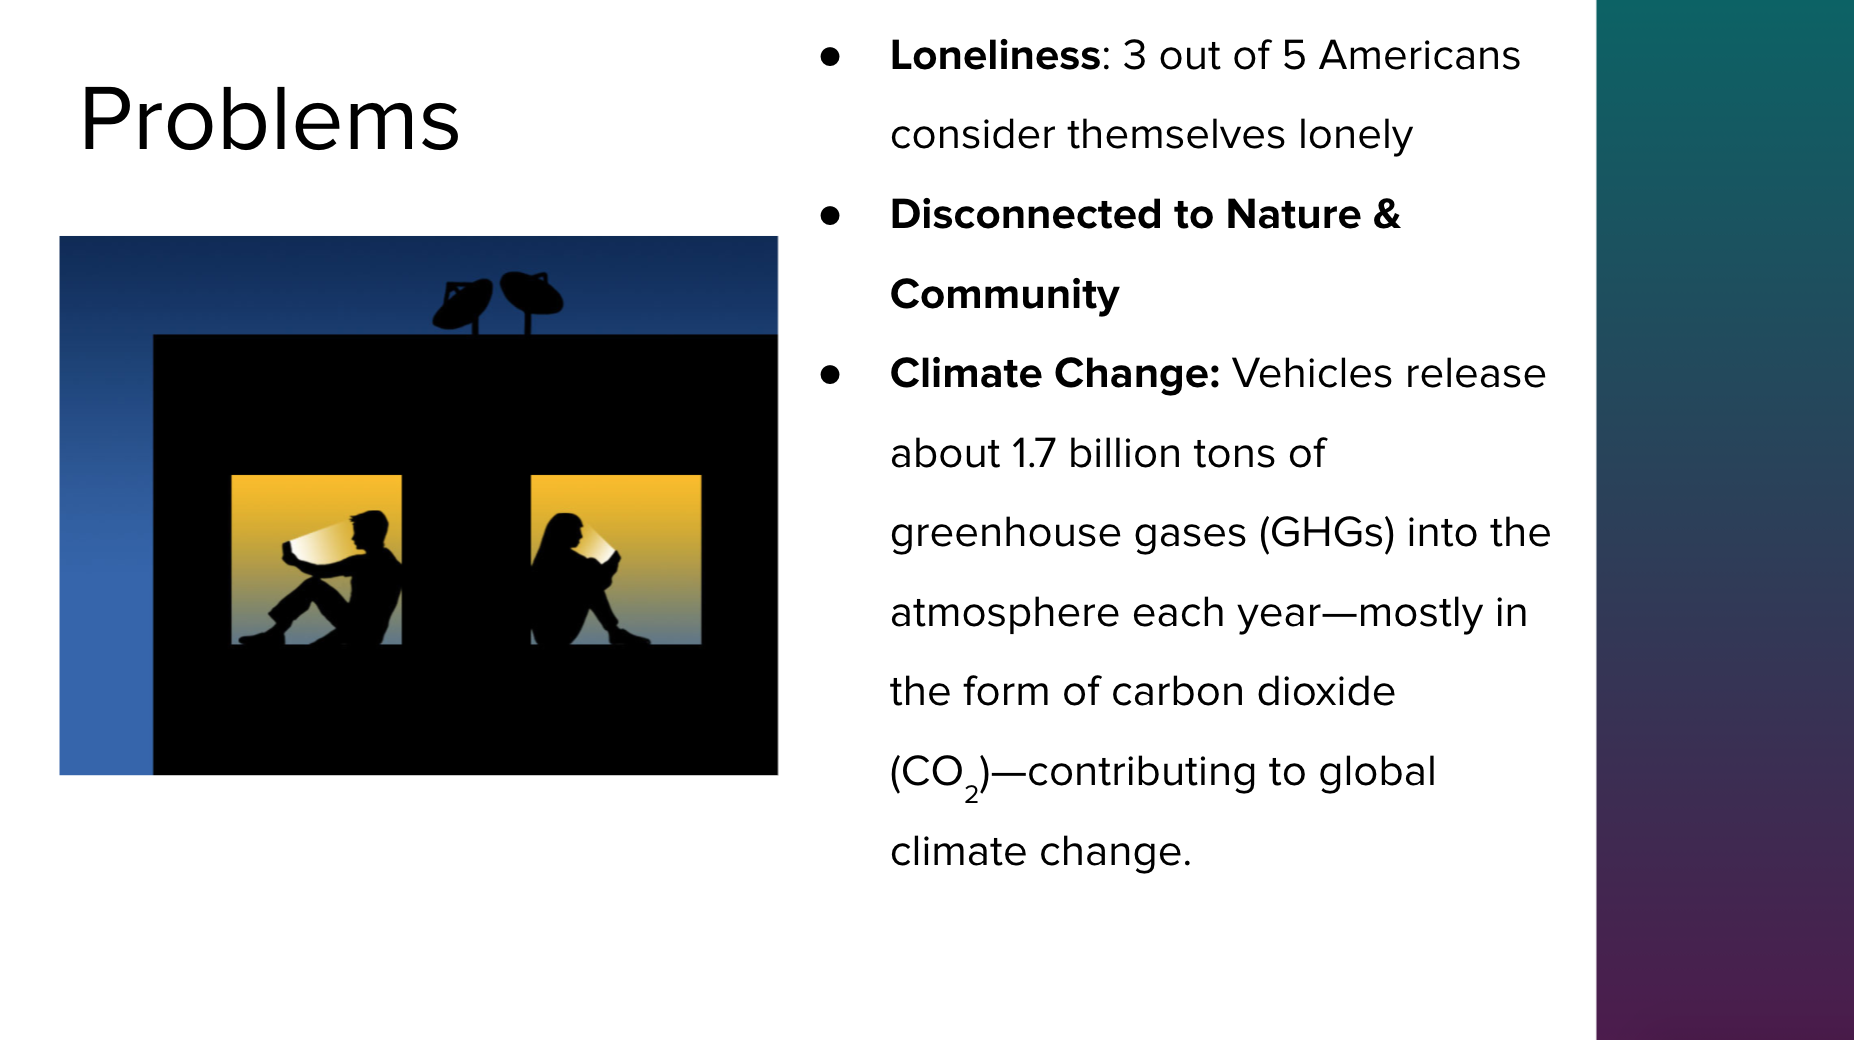 Problems
● Loneliness: 3 out of 5 Americans
consider themselves lonely
● Disconnected to Nature &
Community
● Climate Change: Vehicles release
about 1.7 billion tons of
greenhouse gases (GHGs) into the
atmosphere each year—mostly in
the form of carbon dioxide
(CO₂)—contributing to global
climate change.